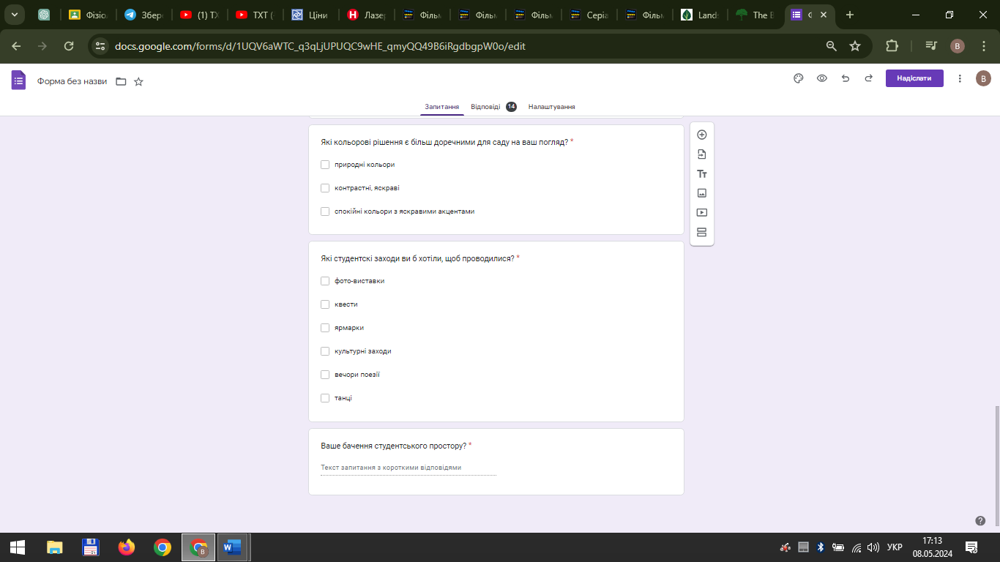 Фізіо
Збер
(1) TX
TXT (
Ціни
Лазе
Фільм
Фільм
Фільм
Серіа
Фільм
Lands
The B
docs.google.com/forms/d/1UQV6aWTC_q3qLjUPUQC9wHE_qmyQQ49B6iRgdbgpW0o/edit
B
Форма без назви
Надіслати
B
Запитання
Відповіді 14
Налаштування
Які кольорові рішення є більш доречними для саду на ваш погляд? *
природні кольори
контрастні, яскраві
спокійні кольори з яскравими акцентами
Які студентскі заходи ви б хотіли, щоб проводилися? *
фото-виставки
квести
ярмарки
культурні заходи
вечори поезії
танці
Ваше бачення студентського простору? *
Текст запитання з короткими відповідями
УКР
17:13
08.05.2024